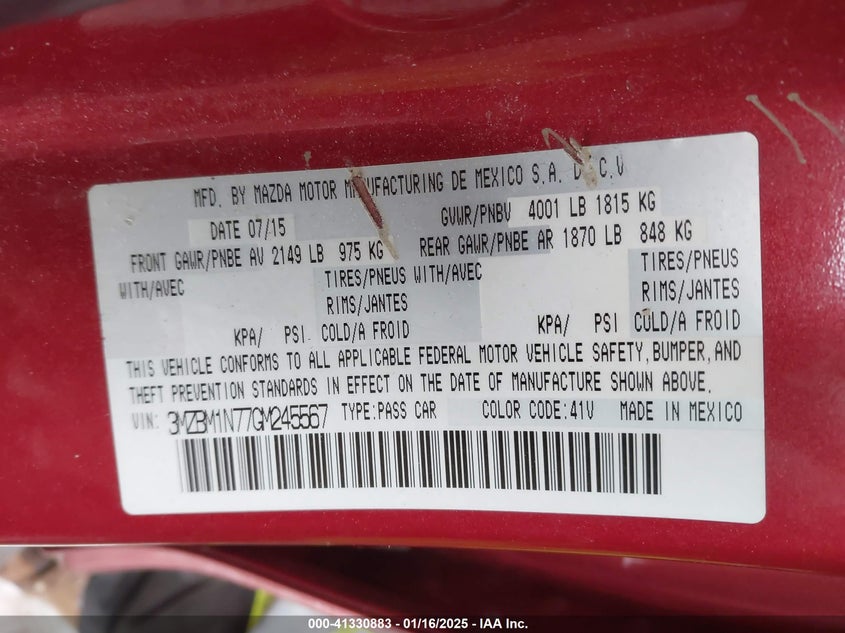 MFD. BY MAZDA MOTOR MANUFACTURING DE MEXICO S.A. DE C.V
DATE 07/15 GVWR/PNBV 4001 LB 1815 KG
FRONT GAWR/PNBE AV 2149 LB 975 KG REAR GAWR/PNBE AR 1870 LB 848 KG
WITH/AVEC TIRES/PNEUS WITH/AVEC TIRES/PNEUS
RIMS/JANTES RIMS/JANTES
KPA/ PSI COLD/A FROID KPA/ PSI COLD/A FROID
THIS VEHICLE CONFORMS TO ALL APPLICABLE FEDERAL MOTOR VEHICLE SAFETY, BUMPER, AND
THEFT PREVENTION STANDARDS IN EFFECT ON THE DATE OF MANUFACTURE SHOWN ABOVE.
VIN: 3MZBM1N77GM245567 TYPE:PASS CAR COLOR CODE:41V MADE IN MEXICO
000-41330883 - 01/16/2025 - IAA Inc.